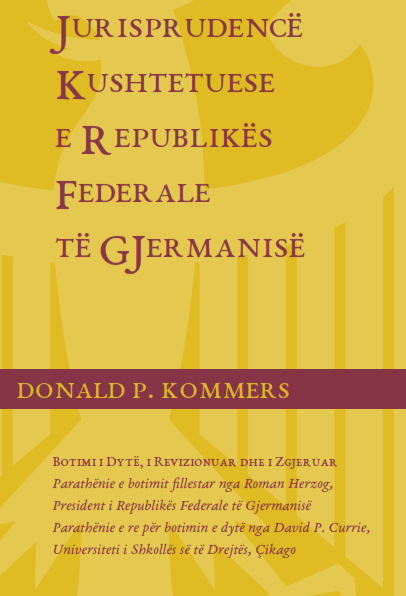 Jurisprudencë
Kushtetuese
e Republikës
Federale
të Gjermanisë
DONALD P. KOMMERS
Botimi i Dytë, i Revizionuar dhe i Zgjeruar
Parathënie e botimit fillestar nga Roman Herzog,
President i Republikës Federale të Gjermanisë
Parathënie e re për botimin e dytë nga David P. Currie,
Universiteti i Shkollës së të Drejtës, Çikago